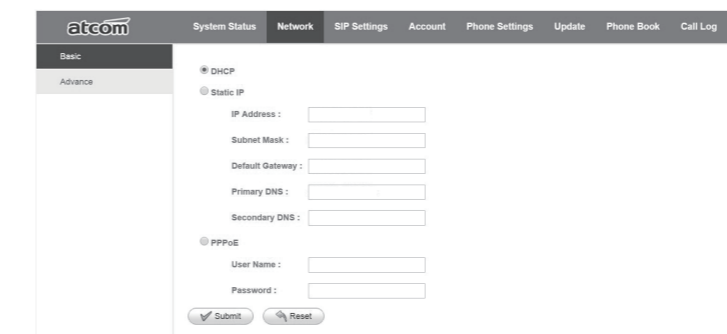 atcom System Status Network SIP Settings Account Phone Settings Update Phone Book Call Log
Basic
Advance
DHCP
Static IP
IP Address :
Subnet Mask :
Default Gateway :
Primary DNS :
Secondary DNS :
PPPoE
User Name :
Password :
Submit Reset